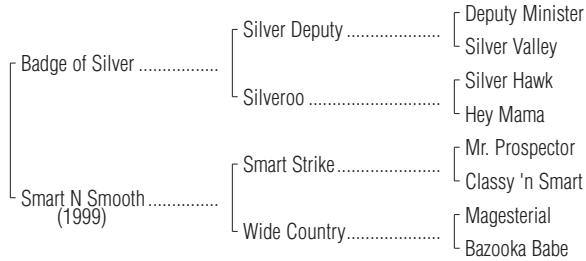 Deputy Minister
Silver Deputy .....................
Silver Valley
Badge of Silver ................
Silver Hawk
Silveroo ..............................
Hey Mama
Mr. Prospector
Smart Strike........................
Classy 'n Smart
Smart N Smooth ..............
(1999)
Magesterial
Wide Country.....................
Bazooka Babe